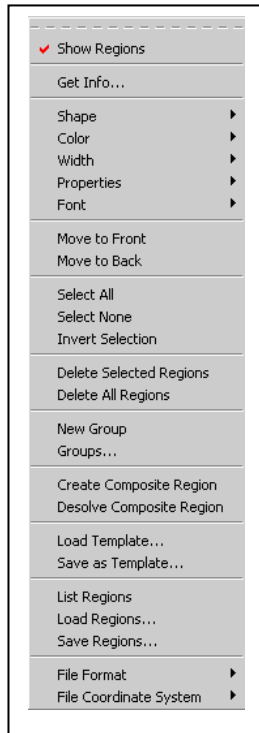 Show Regions
Get Info...
Shape
Color
Width
Properties
Font
Move to Front
Move to Back
Select All
Select None
Invert Selection
Delete Selected Regions
Delete All Regions
New Group
Groups...
Create Composite Region
Desolve Composite Region
Load Template...
Save as Template...
List Regions
Load Regions...
Save Regions...
File Format
File Coordinate System